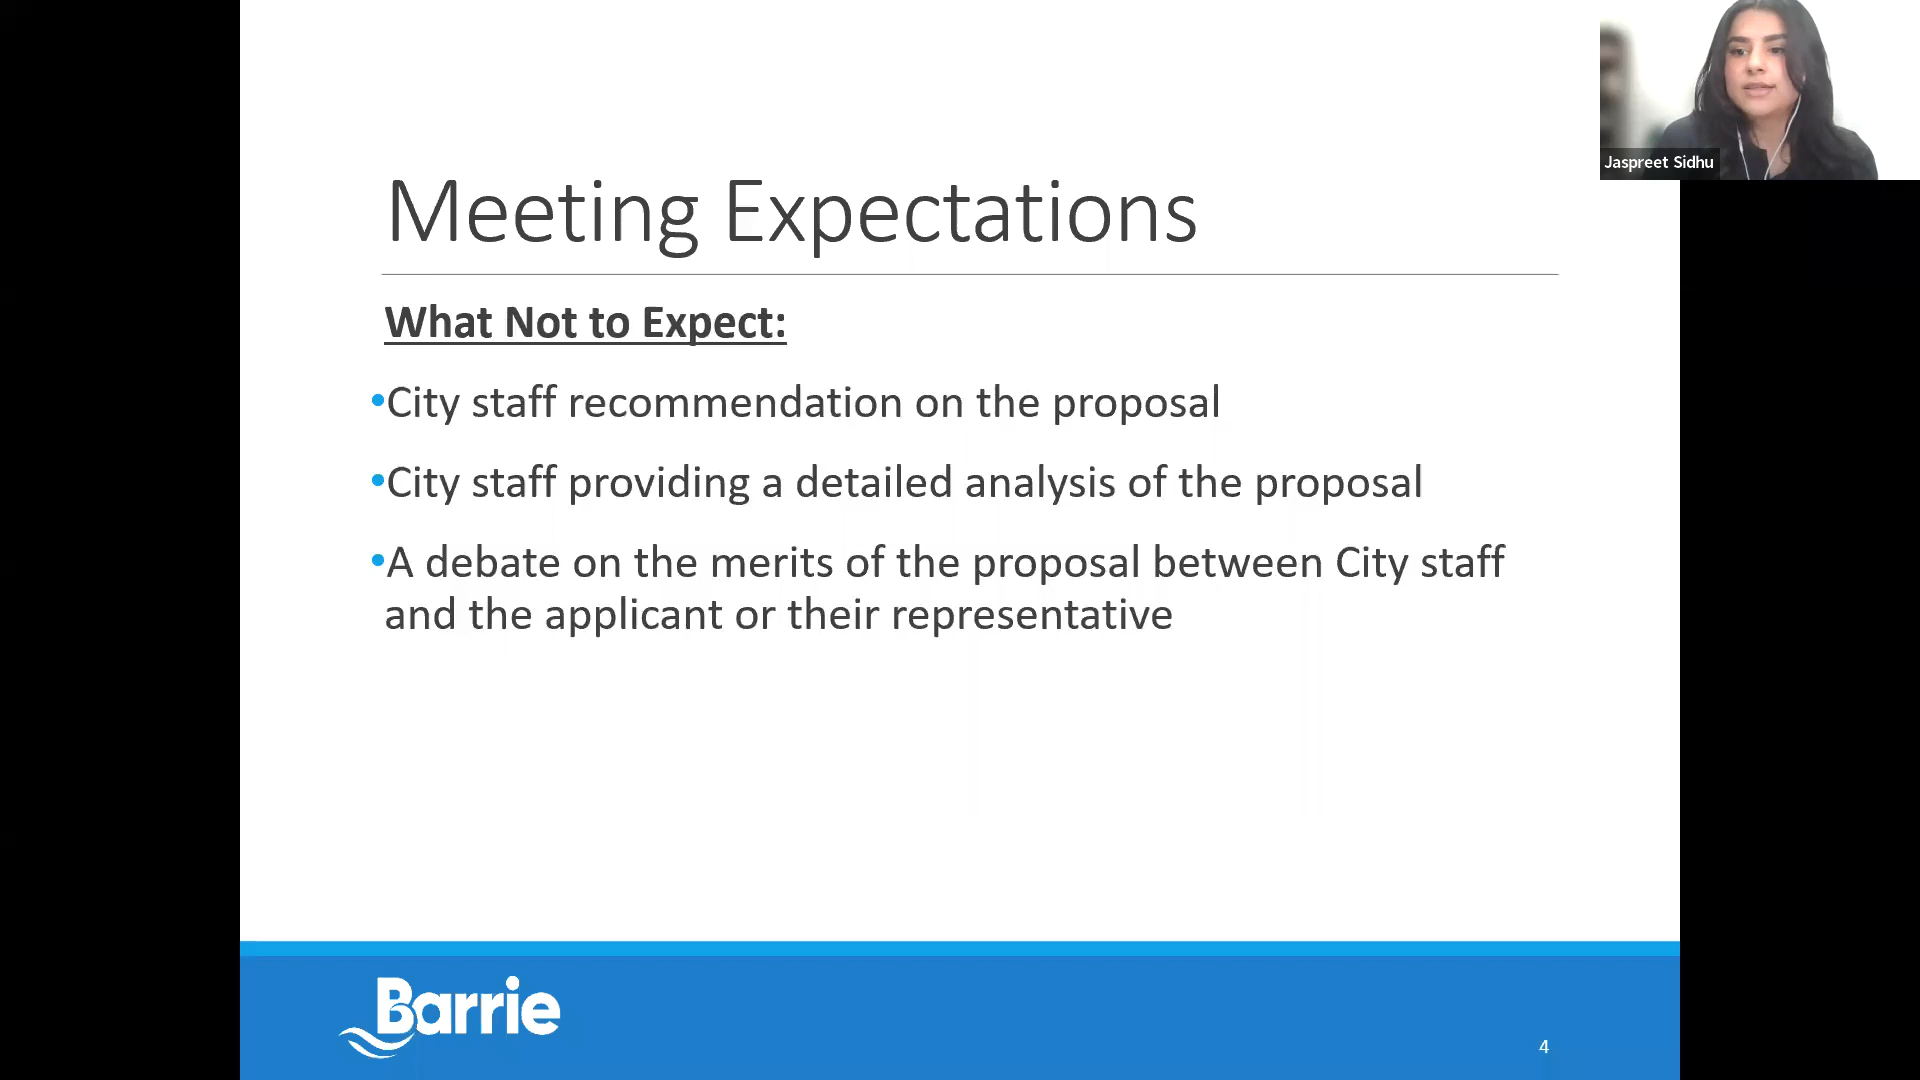 Jaspreet Sidhu
Meeting Expectations
What Not to Expect:
•City staff recommendation on the proposal
•City staff providing a detailed analysis of the proposal
•A debate on the merits of the proposal between City staff
and the applicant or their representative
Barrie
4